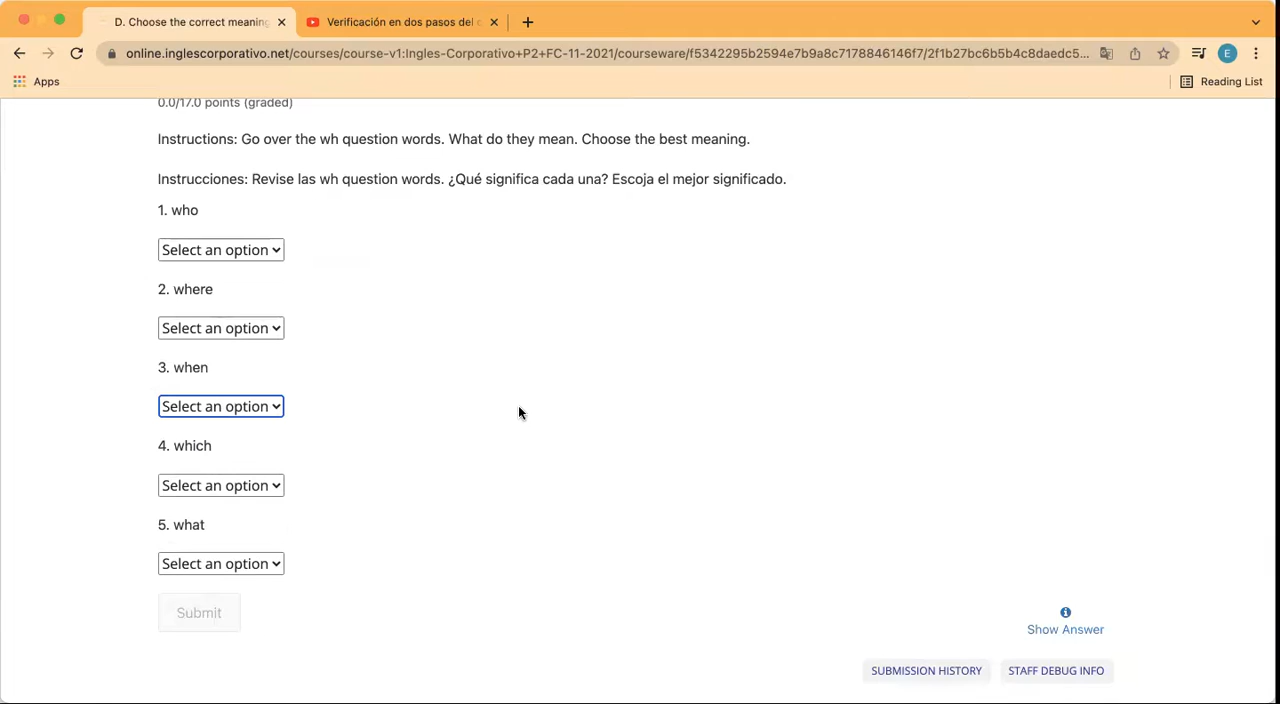 D. Choose the correct meaning
Verificación en dos pasos del c
online.inglescorporativo.net/courses/course-v1:Ingles-Corporativo+P2+FC-11-2021/courseware/f5342295b2594e7b9a8c7178846146f7/2f1b27bc6b5b4c8daedc5...
E
Apps
Reading List
0.0/17.0 points (graded)
Instructions: Go over the wh question words. What do they mean. Choose the best meaning.
Instrucciones: Revise las wh question words. ¿Qué significa cada una? Escoja el mejor significado.
1. who
Select an option
2. where
Select an option
3. when
Select an option
4. which
Select an option
5. what
Select an option
Submit
Show Answer
SUBMISSION HISTORY
STAFF DEBUG INFO